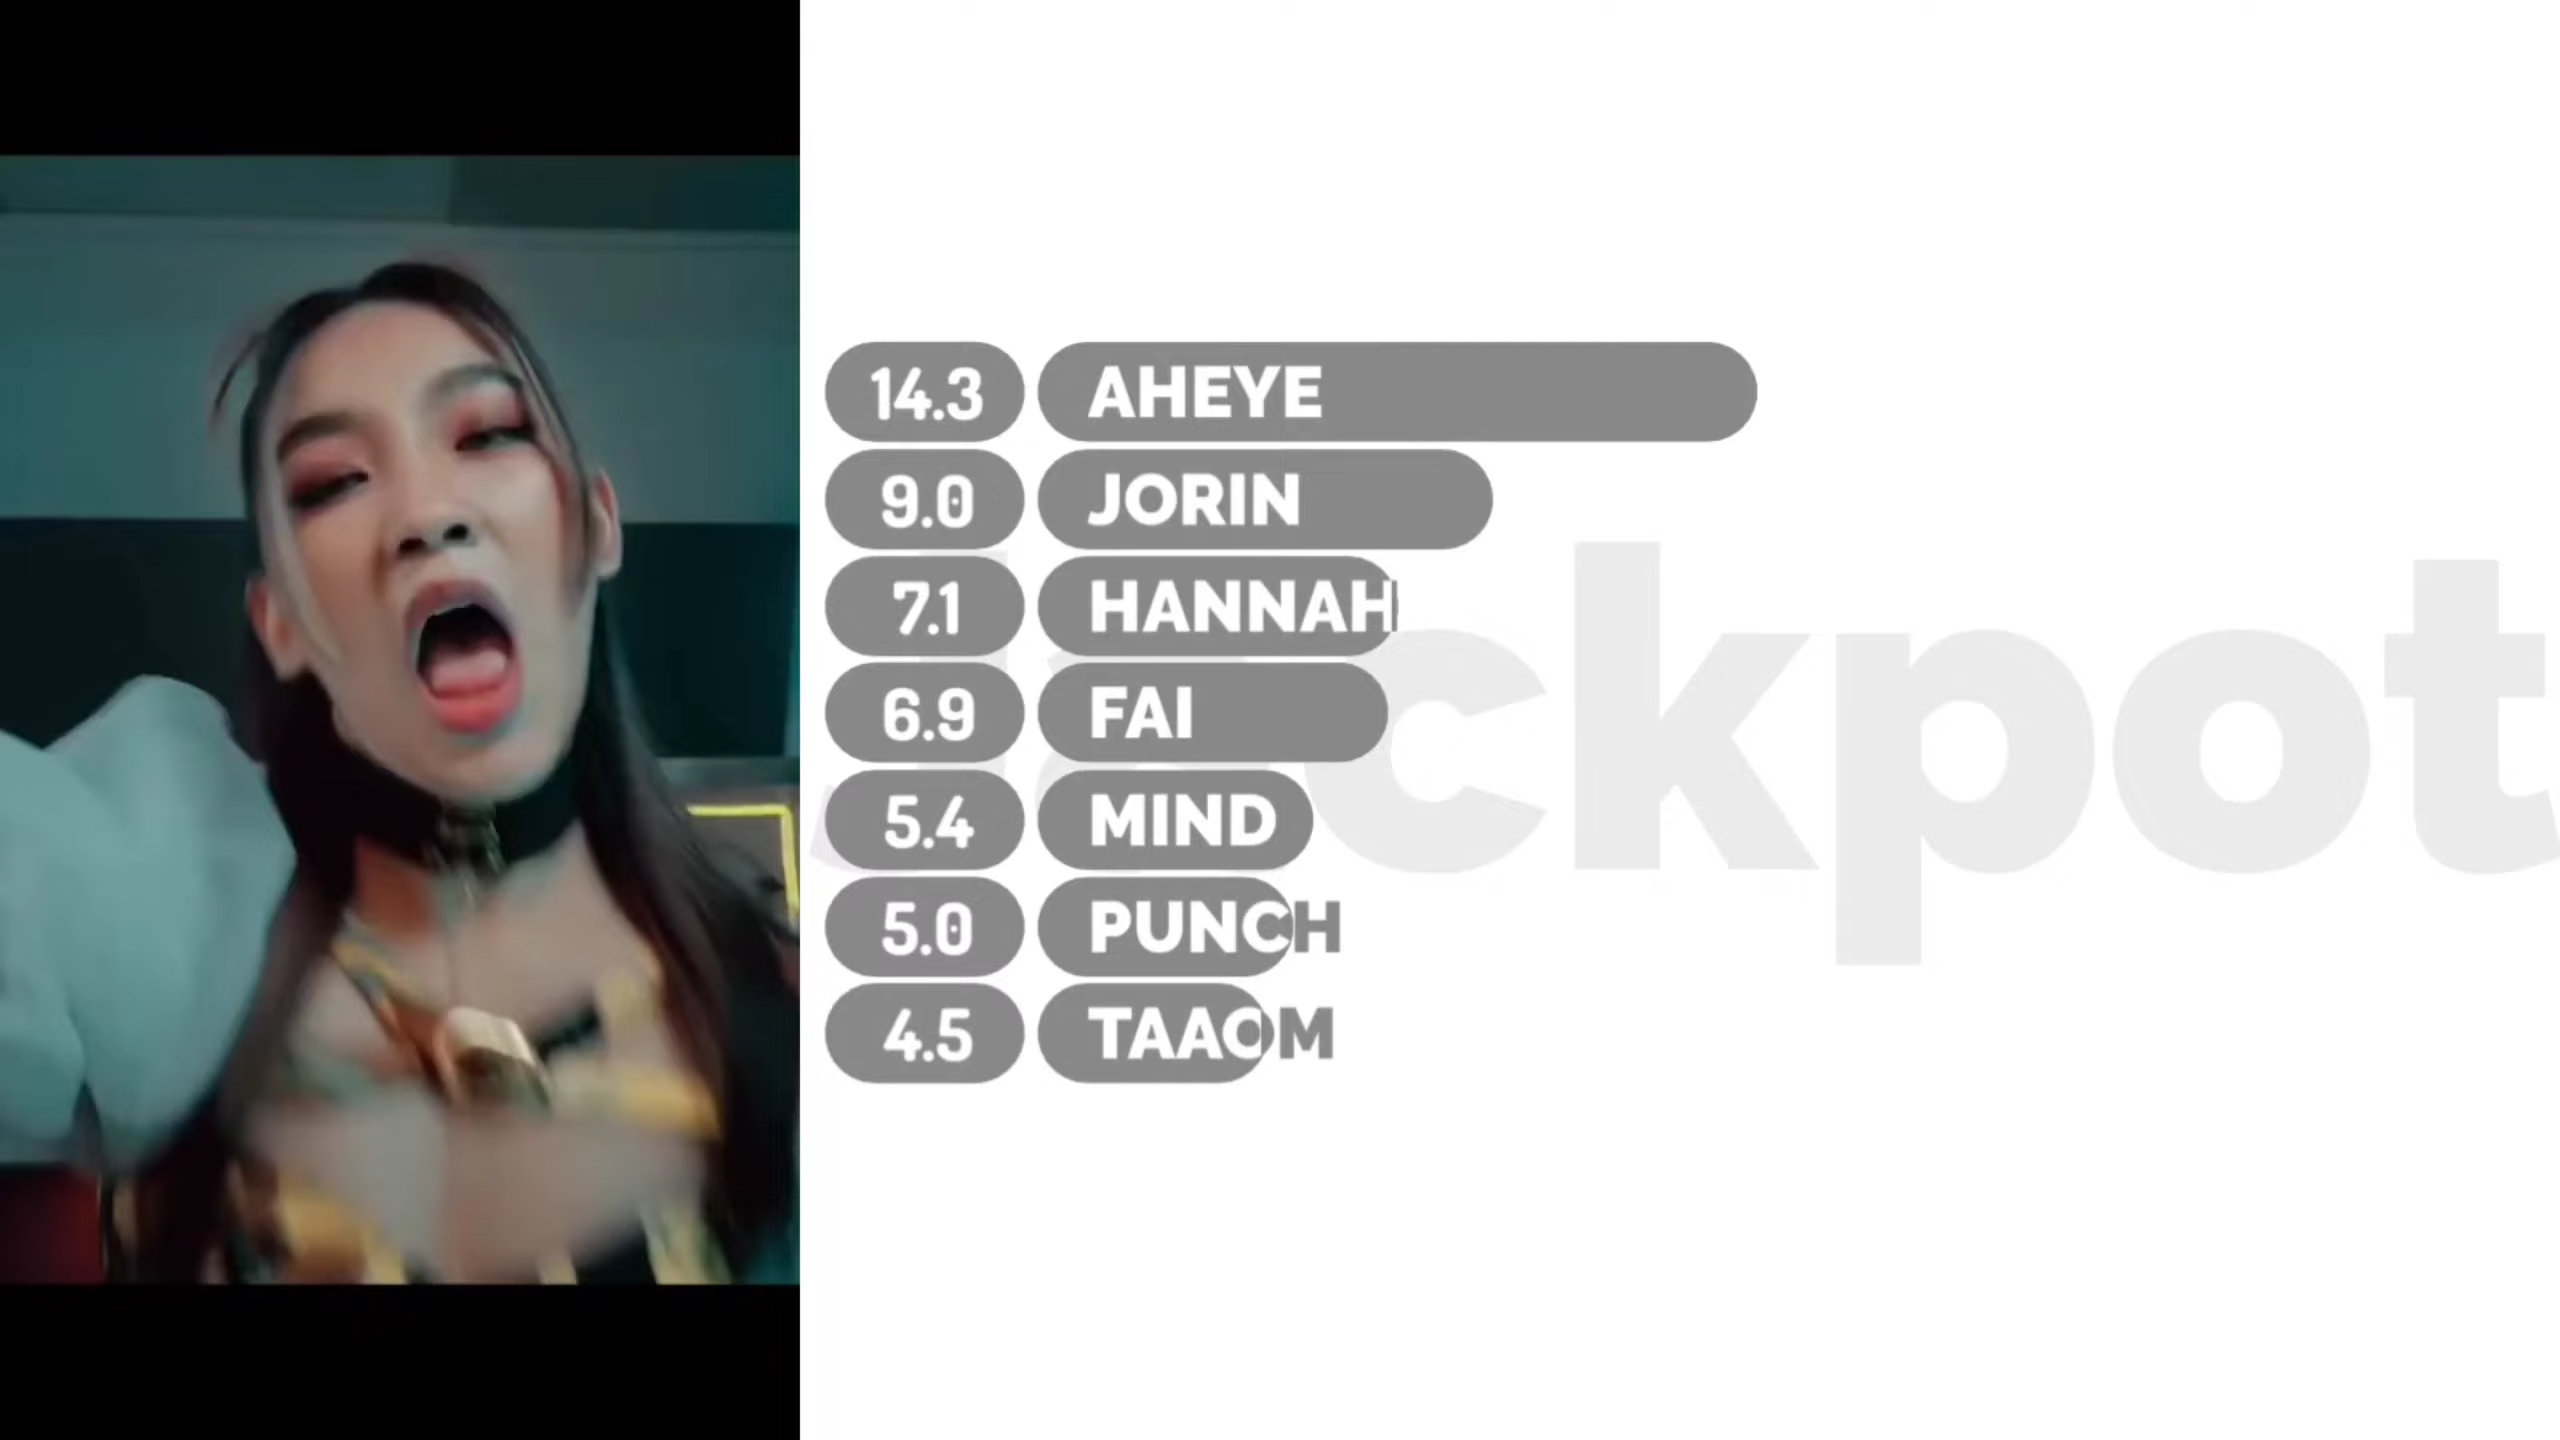 14.3 AHEYE
9.0 JORIN
7.1 HANNAH
6.9 FAI
5.4 MIND
5.0 PUNCH
4.5 TAAOM
Jackpot